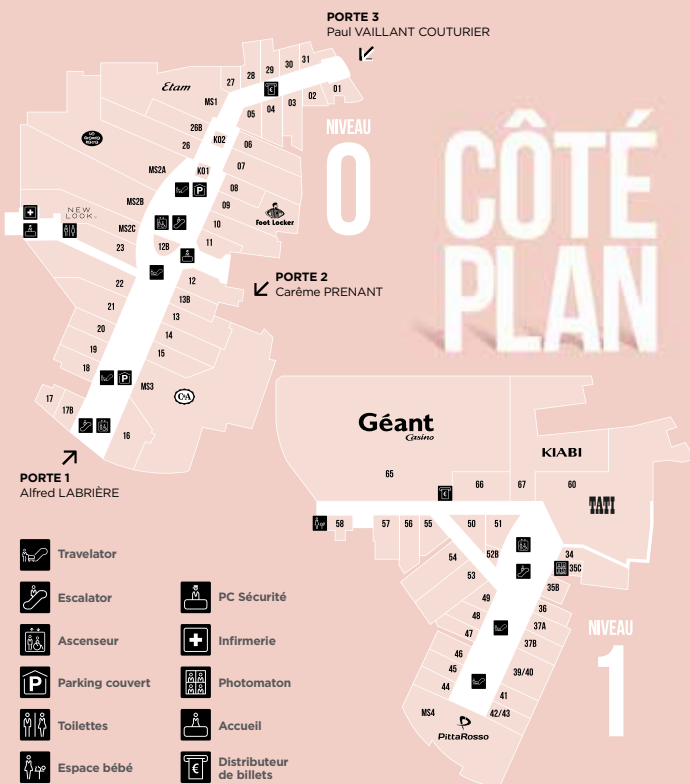 PORTE 3
Paul VAILLANT COUTURIER
31
30
29
28
27
01
02
03
04
05
Etam
MS1
26B
26
K02
06
NIVEAU
0
CÔTÉ
PLAN
MS2A
K01
07
P
08
09
MS2B
NEW
LOOK
Foot Locker
10
MS2C
11
23
12B
22
12
PORTE 2
Carême PRENANT
13B
21
13
20
14
19
15
18
P
MS3
C&A
17
17B
16
PORTE 1
Alfred LABRIÈRE
Géant
Casino
KIABI
65
66
67
60
TATI
€
58
57
56
55
50
51
54
52B
34
35C
53
35B
49
36
48
37A
47
37B
46
45
39/40
44
41
MS4
42/43
PittaRosso
NIVEAU
1
Travelator
Escalator
Ascenseur
P Parking couvert
Toilettes
Espace bébé
PC Sécurité
Infirmerie
Photomaton
Accueil
€ Distributeur
de billets